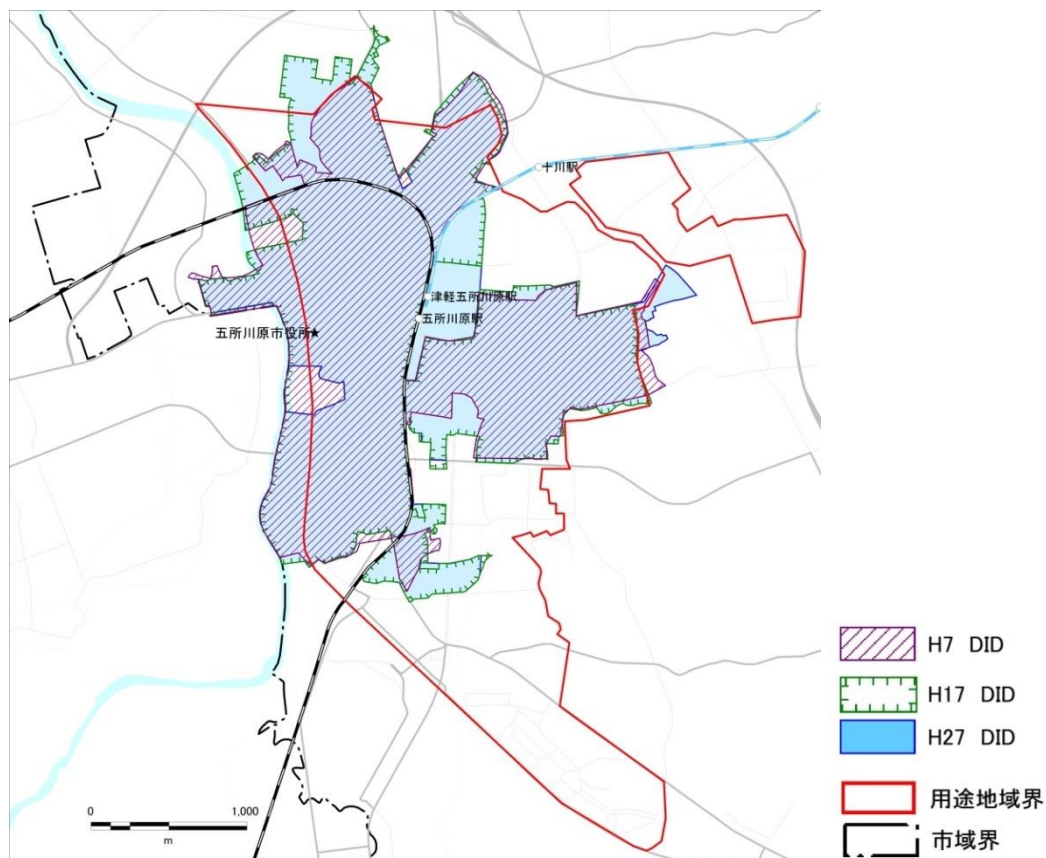 十川駅
津軽五所川原駅
五所川原駅
五所川原市役所★
H7 DID
H17 DID
H27 DID
用途地域界
市域界
0 1,000
m